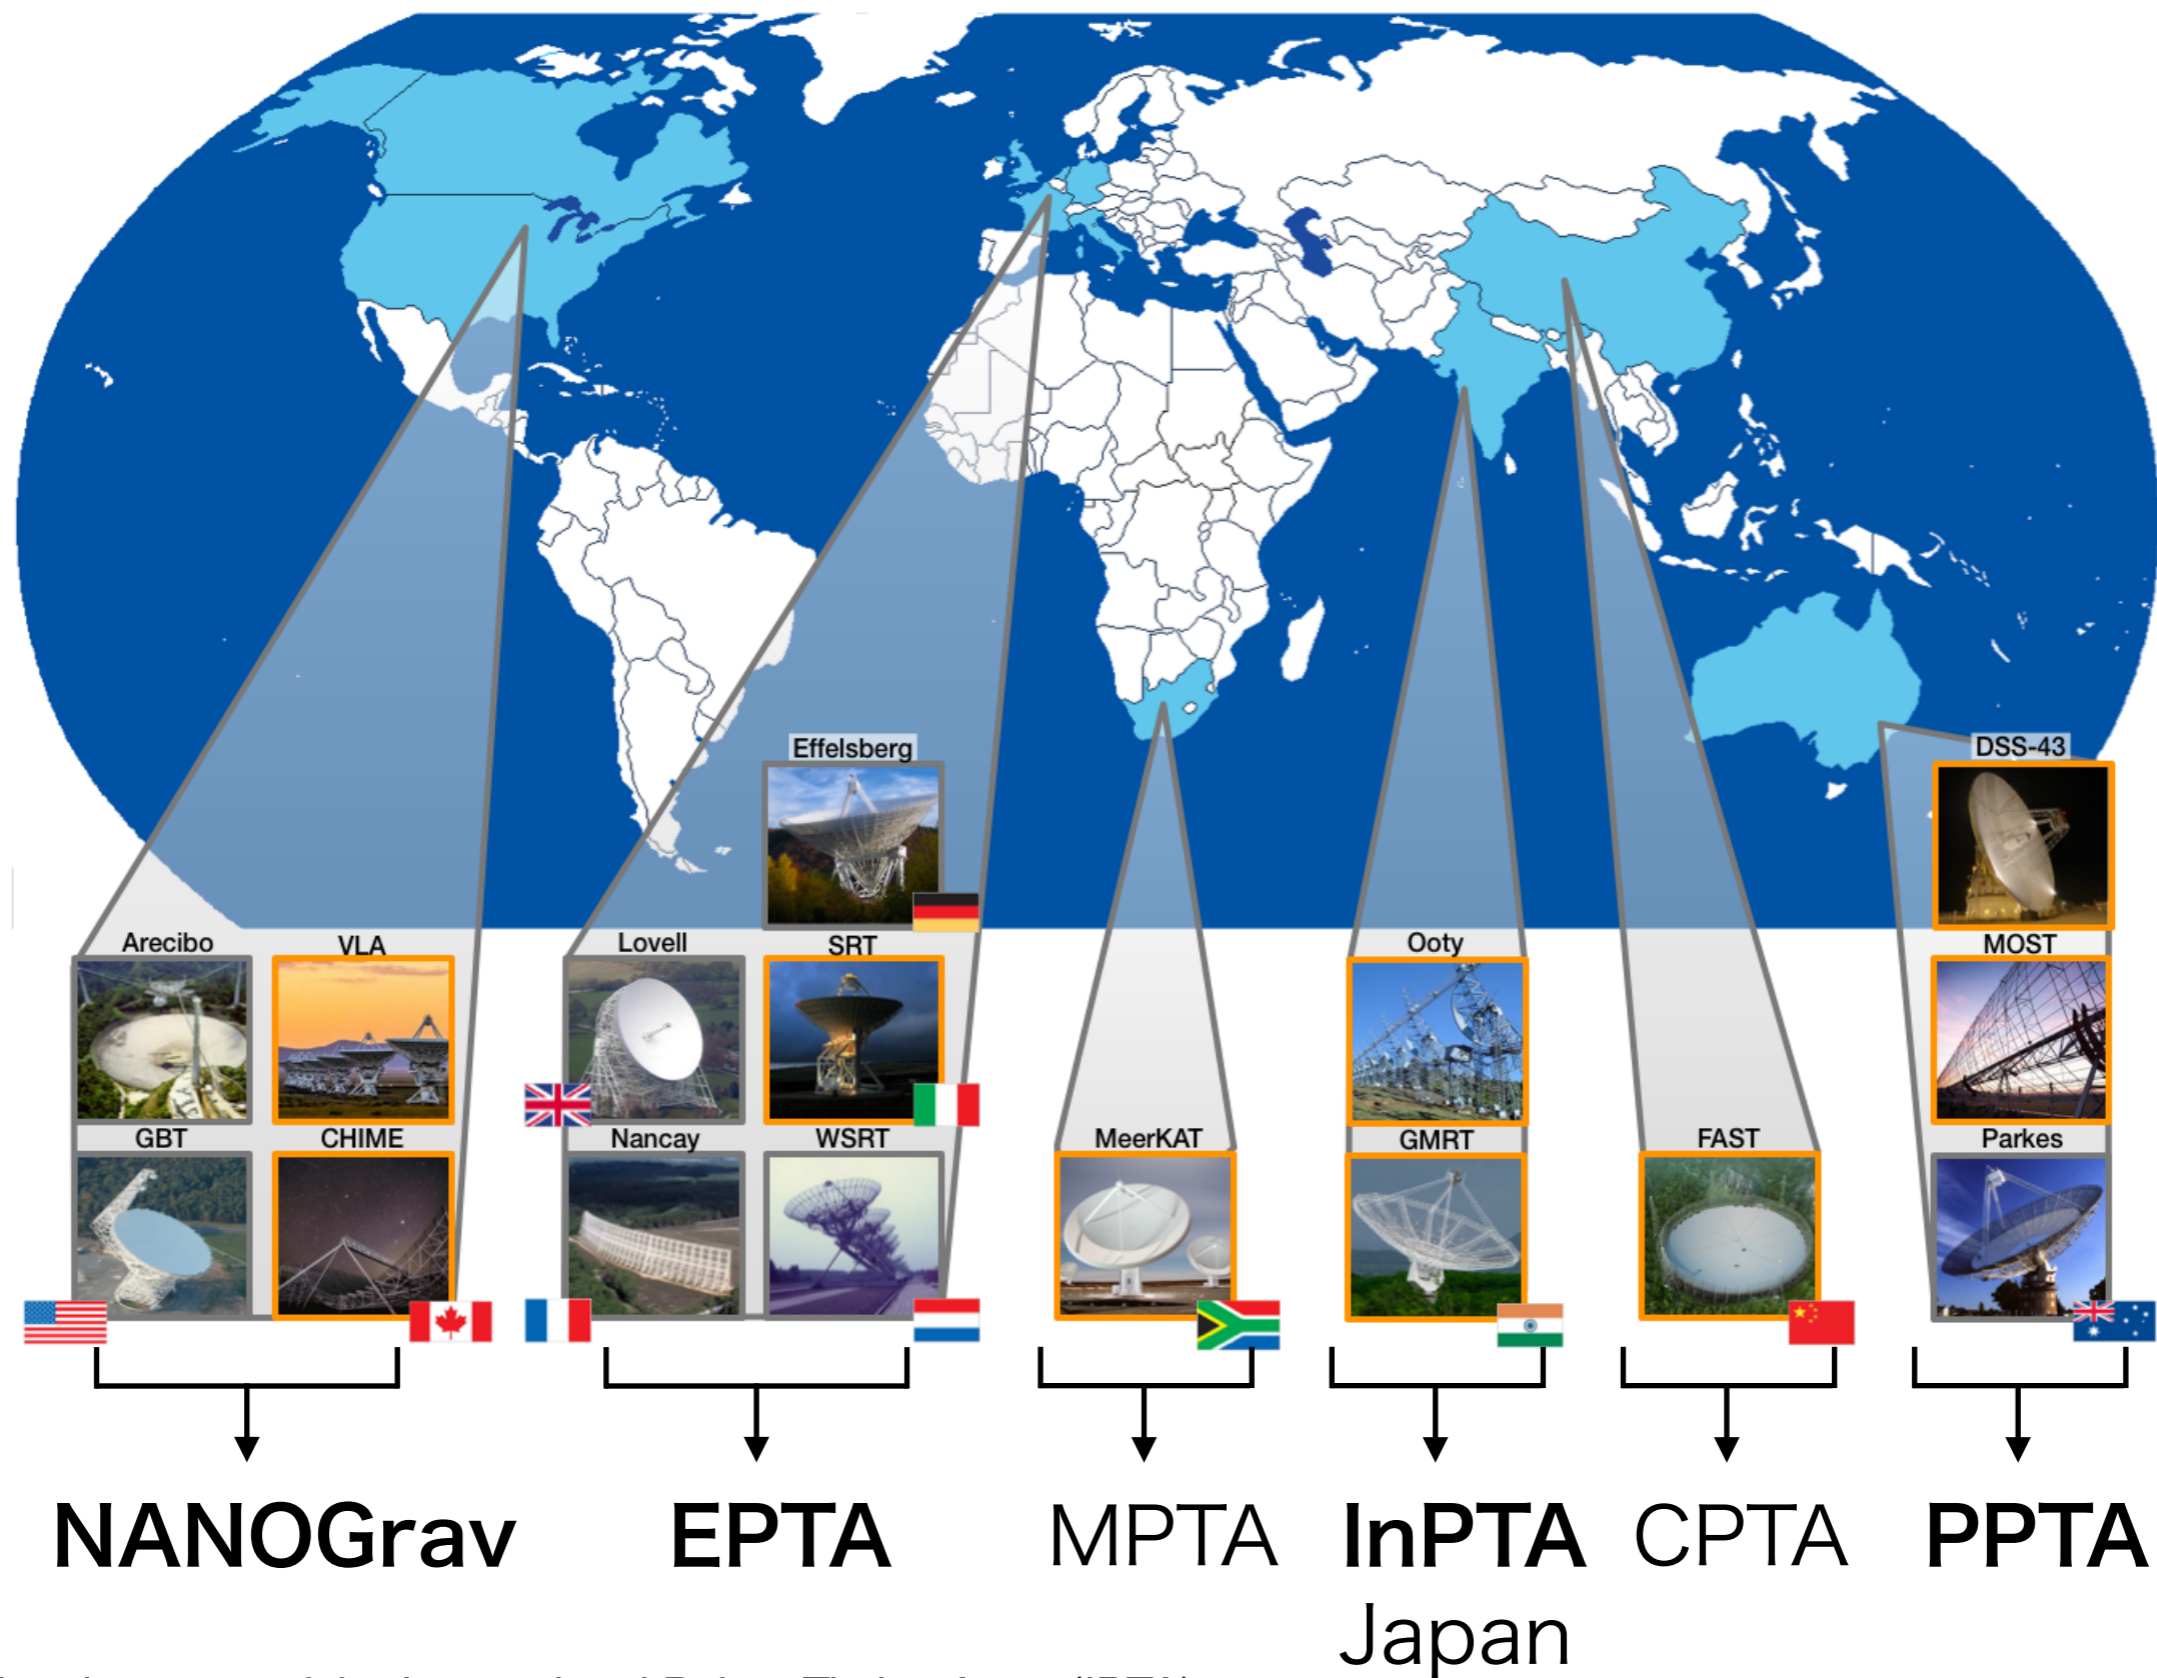 Effelsberg
DSS-43
Arecibo
VLA
Lovell
SRT
Ooty
MOST
GBT
CHIME
Nancay
WSRT
MeerKAT
GMRT
FAST
Parkes
NANOGrav
EPTA
MPTA
InPTA
CPTA
PPTA
Japan